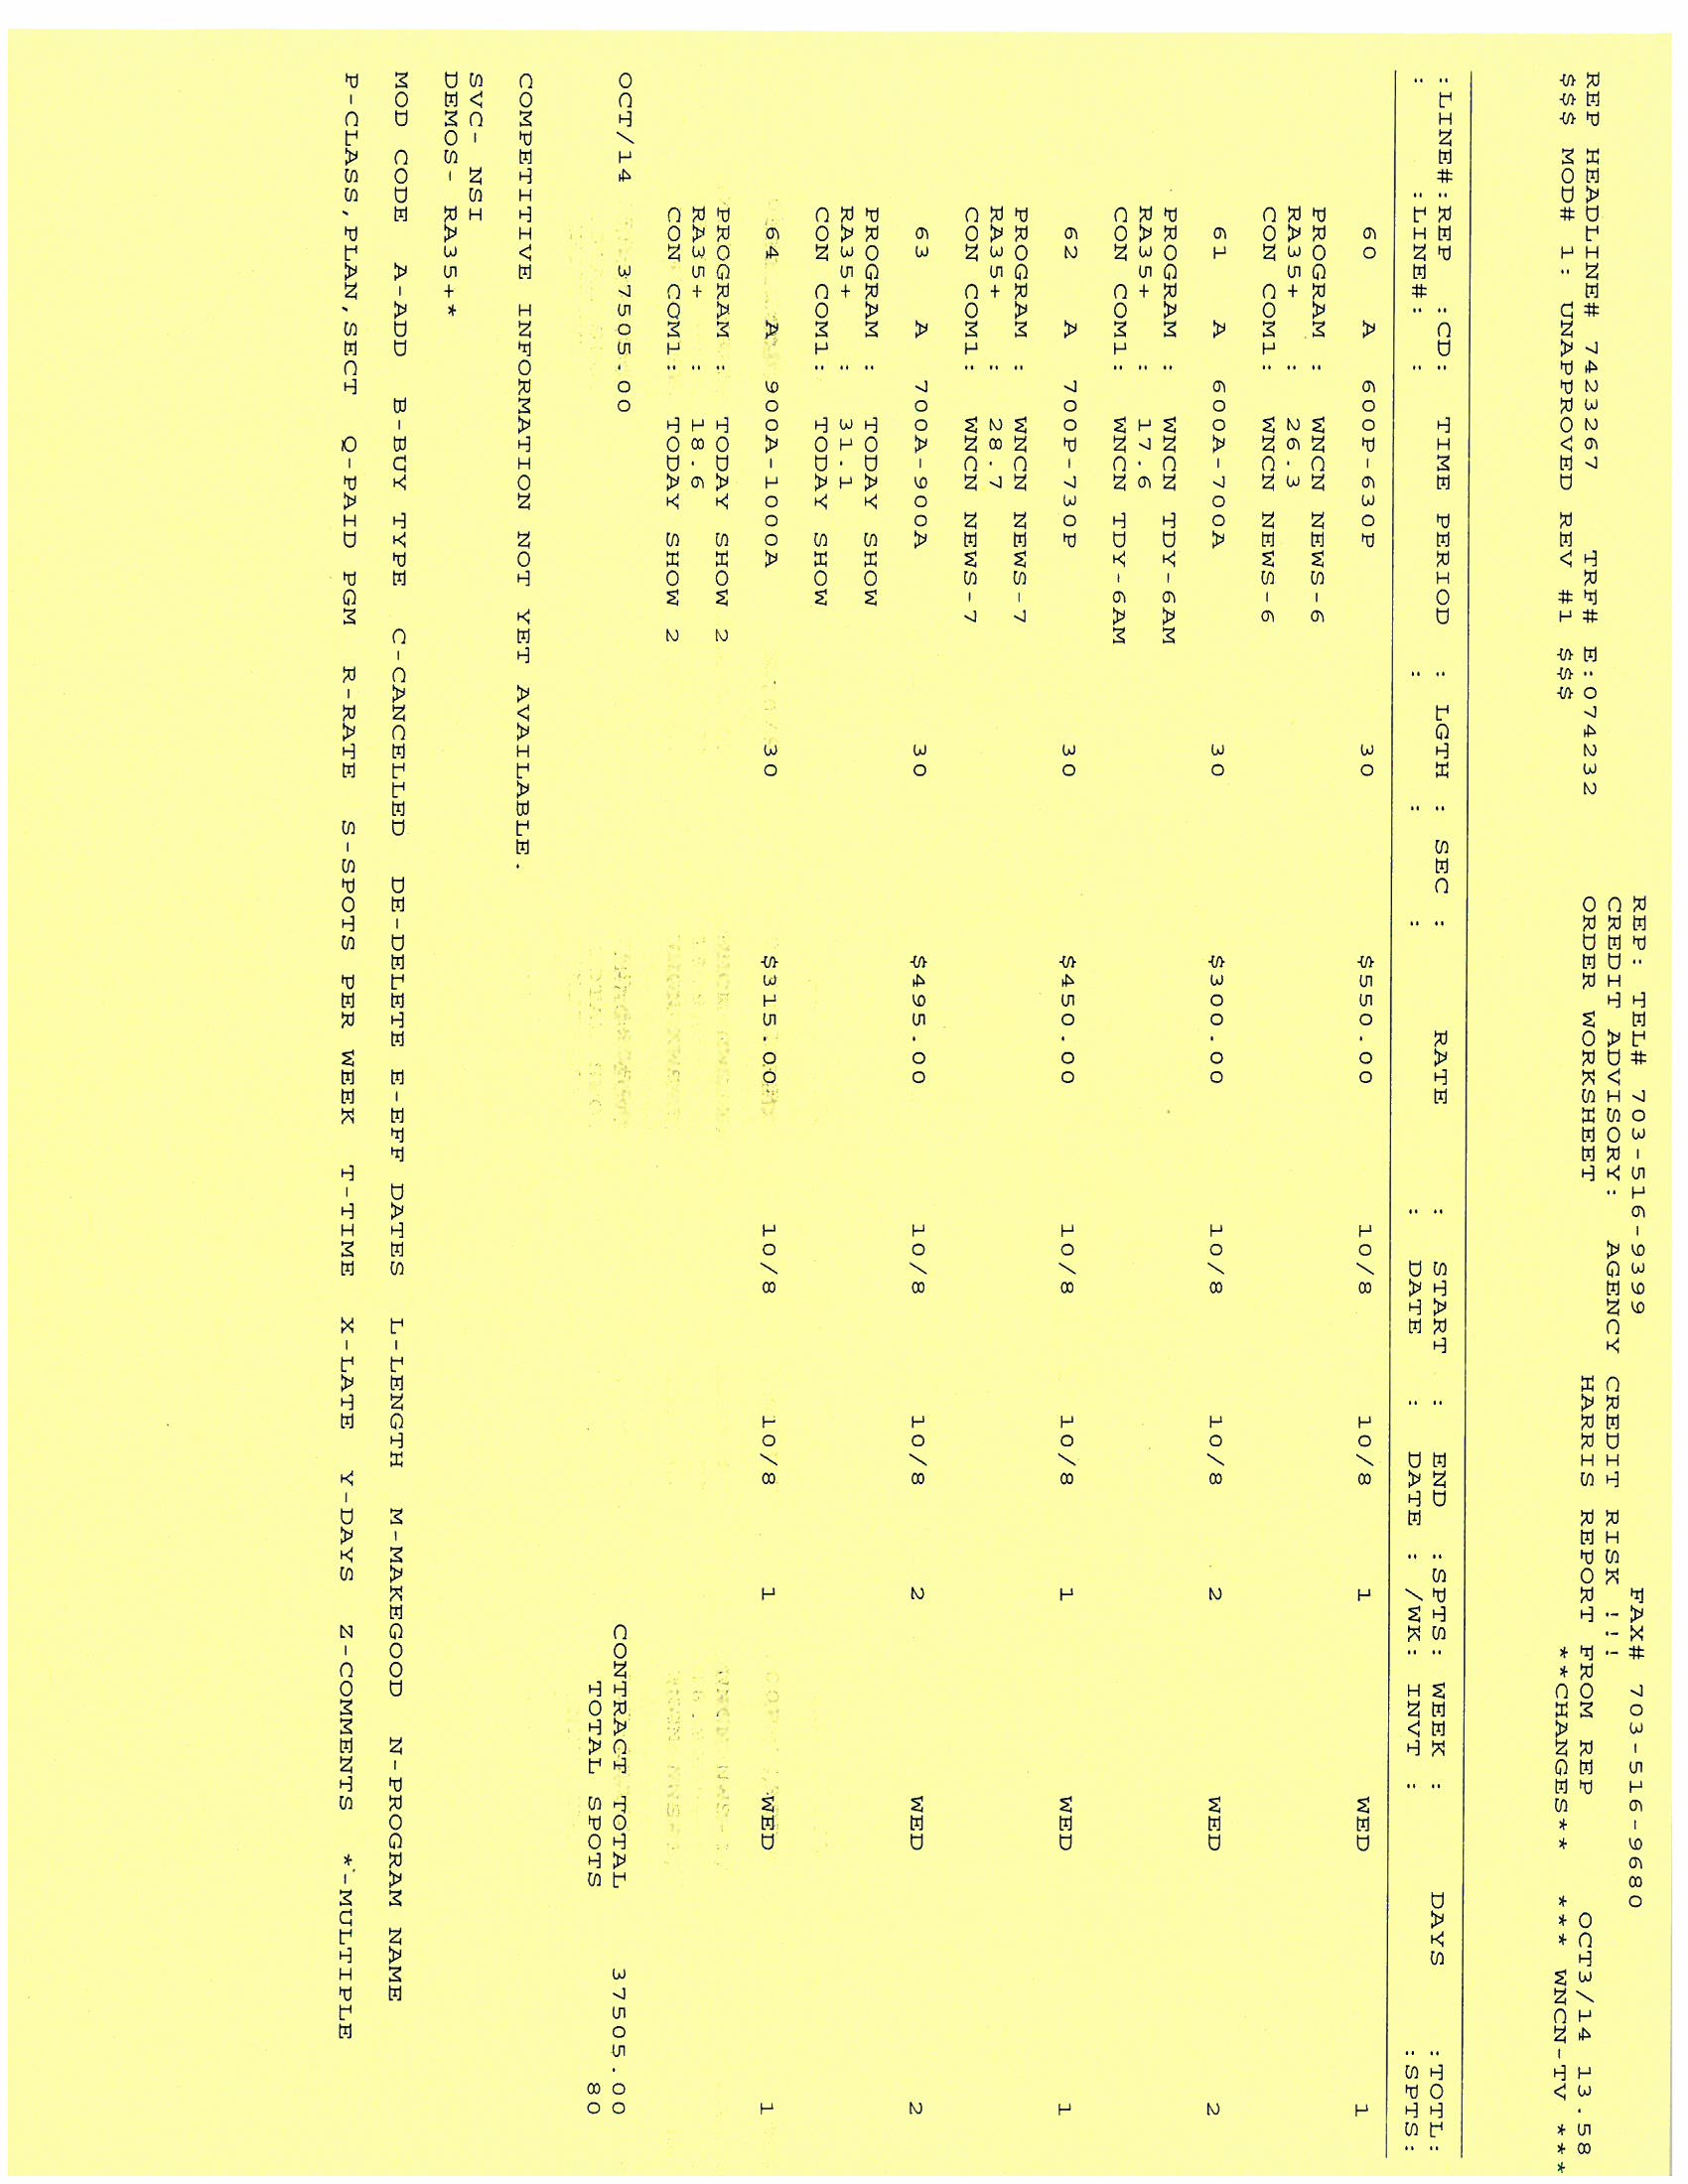 REP: TEL# 703-516-9399 FAX# 703-516-9680
CREDIT ADVISORY: AGENCY CREDIT RISK !!!
REP HEADLINE# 7423267 TRF# E:074232 ORDER WORKSHEET HARRIS REPORT FROM REP OCT3/14 13.58
$$$ MOD# 1: UNAPPROVED REV #1 $$$ **CHANGES** *** WNCN-TV ***
:LINE#:REP :CD: TIME PERIOD : LGTH : SEC : RATE : START : END :SPTS: WEEK : DAYS :TOTL:
: :LINE#: : : : : : DATE : DATE : /WK: INVT : :SPTS:
60 A 600P-630P 30 $550.00 10/8 10/8 1 WED 1
PROGRAM : WNCN NEWS-6
RA35+ : 26.3
CON COM1: WNCN NEWS-6
61 A 600A-700A 30 $300.00 10/8 10/8 2 WED 2
PROGRAM : WNCN TDY-6AM
RA35+ : 17.6
CON COM1: WNCN TDY-6AM
62 A 700P-730P 30 $450.00 10/8 10/8 1 WED 1
PROGRAM : WNCN NEWS-7
RA35+ : 28.7
CON COM1: WNCN NEWS-7
63 A 700A-900A 30 $495.00 10/8 10/8 2 WED 2
PROGRAM : TODAY SHOW
RA35+ : 31.1
CON COM1: TODAY SHOW
64 A 900A-1000A 30 $315.00 10/8 10/8 1 WED 1
PROGRAM : TODAY SHOW 2
RA35+ : 18.6
CON COM1: TODAY SHOW 2
OCT/14 37505.00 CONTRACT TOTAL 37505.00
TOTAL SPOTS 80
COMPETITIVE INFORMATION NOT YET AVAILABLE.
SVC- NSI
DEMOS- RA35+*
MOD CODE A-ADD B-BUY TYPE C-CANCELLED DE-DELETE E-EFF DATES L-LENGTH M-MAKEGOOD N-PROGRAM NAME
P-CLASS,PLAN,SECT Q-PAID PGM R-RATE S-SPOTS PER WEEK T-TIME X-LATE Y-DAYS Z-COMMENTS *-MULTIPLE